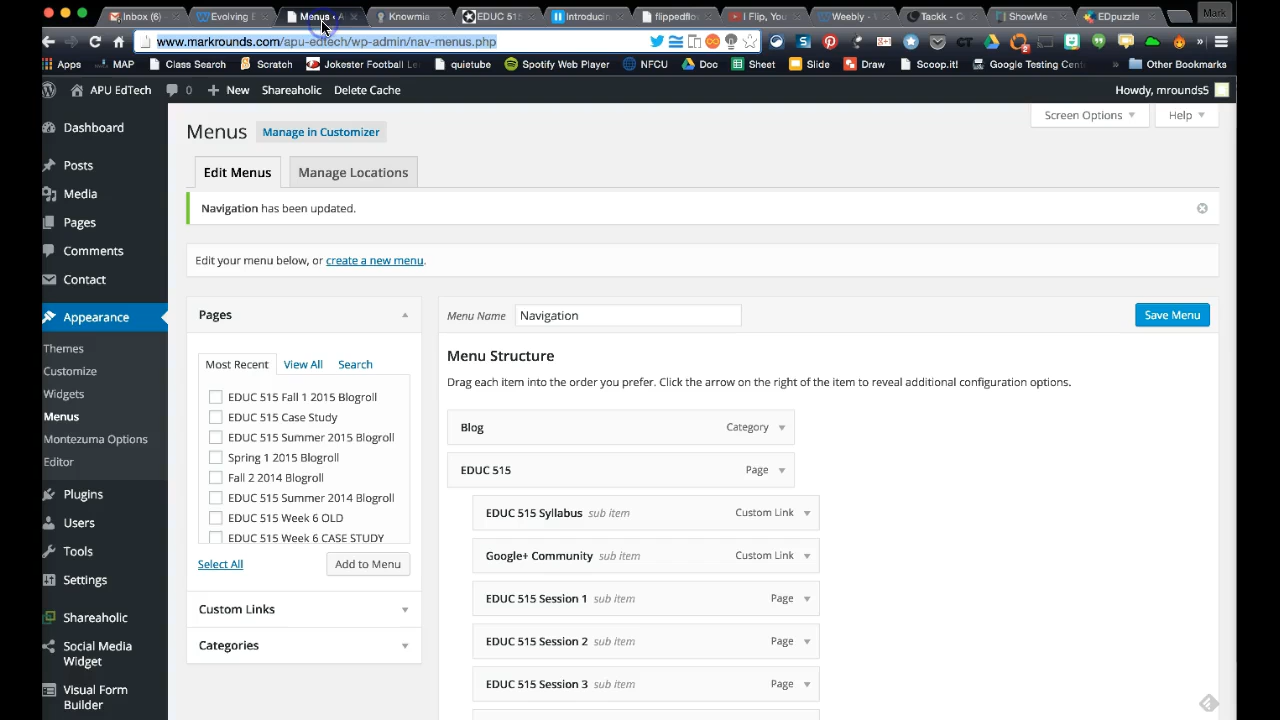 Inbox (6) Evolving E Menus ‹ A Knowmia EDUC 515 Introducin flippedflov I Flip, You Weebly - V Tackk - C ShowMe EDpuzzle Mark
www.markrounds.com/apu-edtech/wp-admin/nav-menus.php
Apps MAP Class Search Scratch Jokester Football Le quietube Spotify Web Player NFCU Doc Sheet Slide Draw Scoop.it! Google Testing Cent Other Bookmarks
APU EdTech 0 New Shareaholic Delete Cache Howdy, mrounds5
Screen Options Help
Menus Manage in Customizer
Edit Menus Manage Locations
Navigation has been updated.
Edit your menu below, or create a new menu.
Dashboard
Posts
Media
Pages
Comments
Contact
Appearance
Themes
Customize
Widgets
Menus
Montezuma Options
Editor
Plugins
Users
Tools
Settings
Shareaholic
Social Media
Widget
Visual Form
Builder
Pages
Most Recent View All Search
EDUC 515 Fall 1 2015 Blogroll
EDUC 515 Case Study
EDUC 515 Summer 2015 Blogroll
Spring 1 2015 Blogroll
Fall 2 2014 Blogroll
EDUC 515 Summer 2014 Blogroll
EDUC 515 Week 6 OLD
EDUC 515 Week 6 CASE STUDY
Select All Add to Menu
Custom Links
Categories
Menu Name Navigation Save Menu
Menu Structure
Drag each item into the order you prefer. Click the arrow on the right of the item to reveal additional configuration options.
Blog Category
EDUC 515 Page
EDUC 515 Syllabus sub item Custom Link
Google+ Community sub item Custom Link
EDUC 515 Session 1 sub item Page
EDUC 515 Session 2 sub item Page
EDUC 515 Session 3 sub item Page